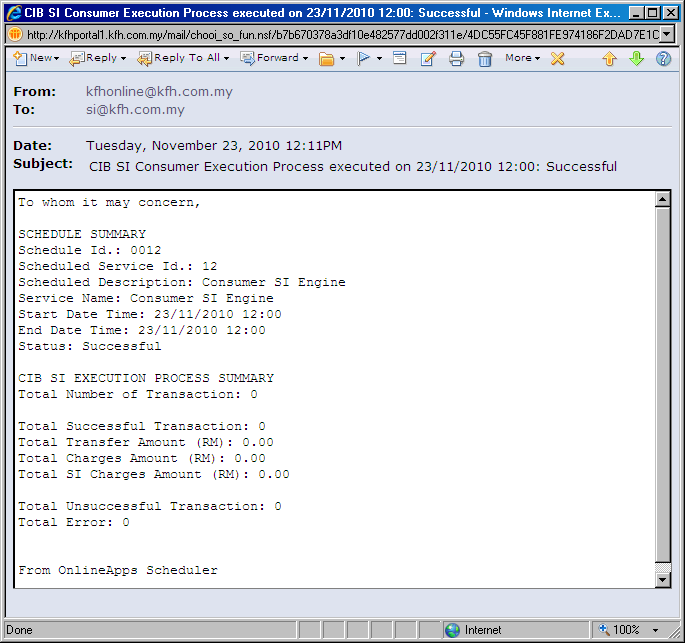 CIB SI Consumer Execution Process executed on 23/11/2010 12:00: Successful - Windows Internet Ex...
http://kfhportal1.kfh.com.my/mail/chooi_so_fun.nsf/b7b670378a3df10e482577dd002f311e/4DC55FC45F881FE974186F2DAD7E1C
New Reply Reply To All Forward More
From: kfhonline@kfh.com.my
To: si@kfh.com.my
Date: Tuesday, November 23, 2010 12:11PM
Subject: CIB SI Consumer Execution Process executed on 23/11/2010 12:00: Successful
To whom it may concern,
SCHEDULE SUMMARY
Schedule Id.: 0012
Scheduled Service Id.: 12
Scheduled Description: Consumer SI Engine
Service Name: Consumer SI Engine
Start Date Time: 23/11/2010 12:00
End Date Time: 23/11/2010 12:00
Status: Successful
CIB SI EXECUTION PROCESS SUMMARY
Total Number of Transaction: 0
Total Successful Transaction: 0
Total Transfer Amount (RM): 0.00
Total Charges Amount (RM): 0.00
Total SI Charges Amount (RM): 0.00
Total Unsuccessful Transaction: 0
Total Error: 0
From OnlineApps Scheduler
Done Internet 100%